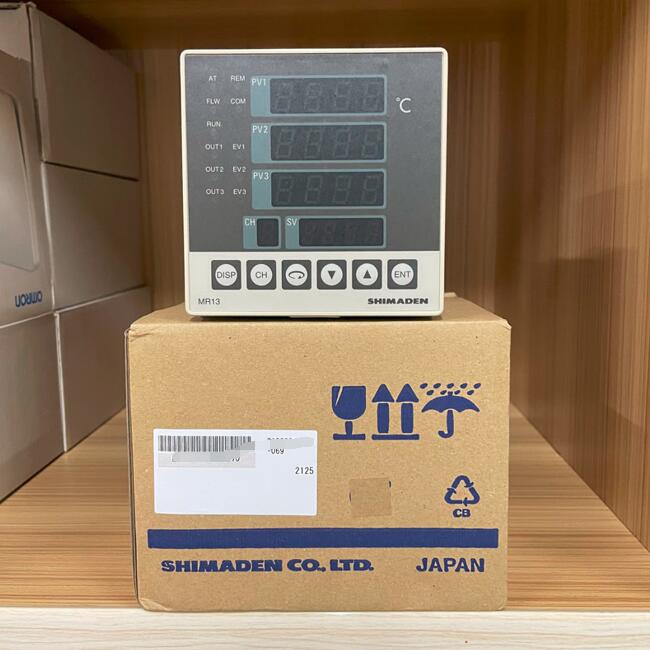 AT REM
PV1
℃
FLW COM
RUN
PV2
OUT1 EV1
OUT2 EV2
PV3
OUT3 EV3
CH SV
DISP CH ENT
MR13 SHIMADEN
OMRON
-069
2125
CB
SHIMADEN CO., LTD. JAPAN